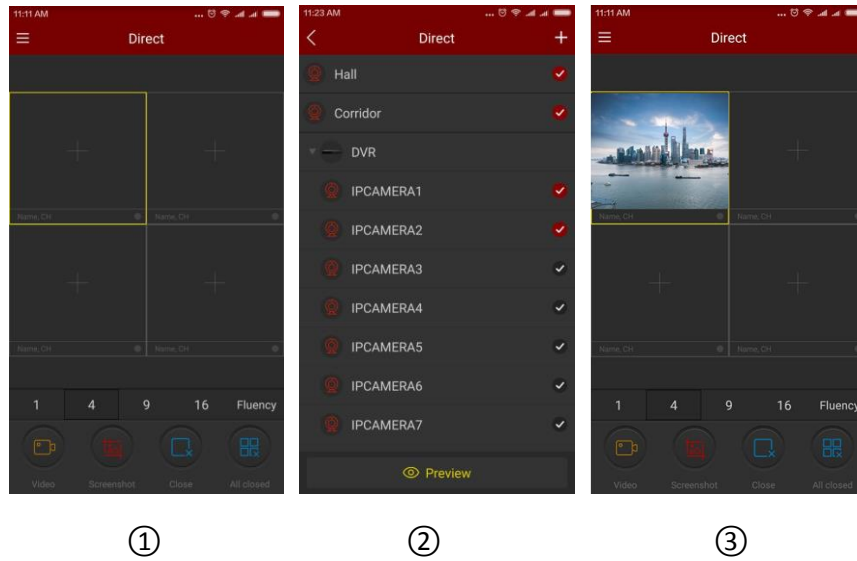 11:11 AM
Direct
Name, CH
Name, CH
Name, CH
Name, CH
1 4 9 16 Fluency
Video Screenshot Close All closed
①
11:23 AM
Direct
Hall
Corridor
DVR
IPCAMERA1
IPCAMERA2
IPCAMERA3
IPCAMERA4
IPCAMERA5
IPCAMERA6
IPCAMERA7
Preview
②
11:11 AM
Direct
Name, CH
Name, CH
Name, CH
Name, CH
1 4 9 16 Fluency
Video Screenshot Close All closed
③